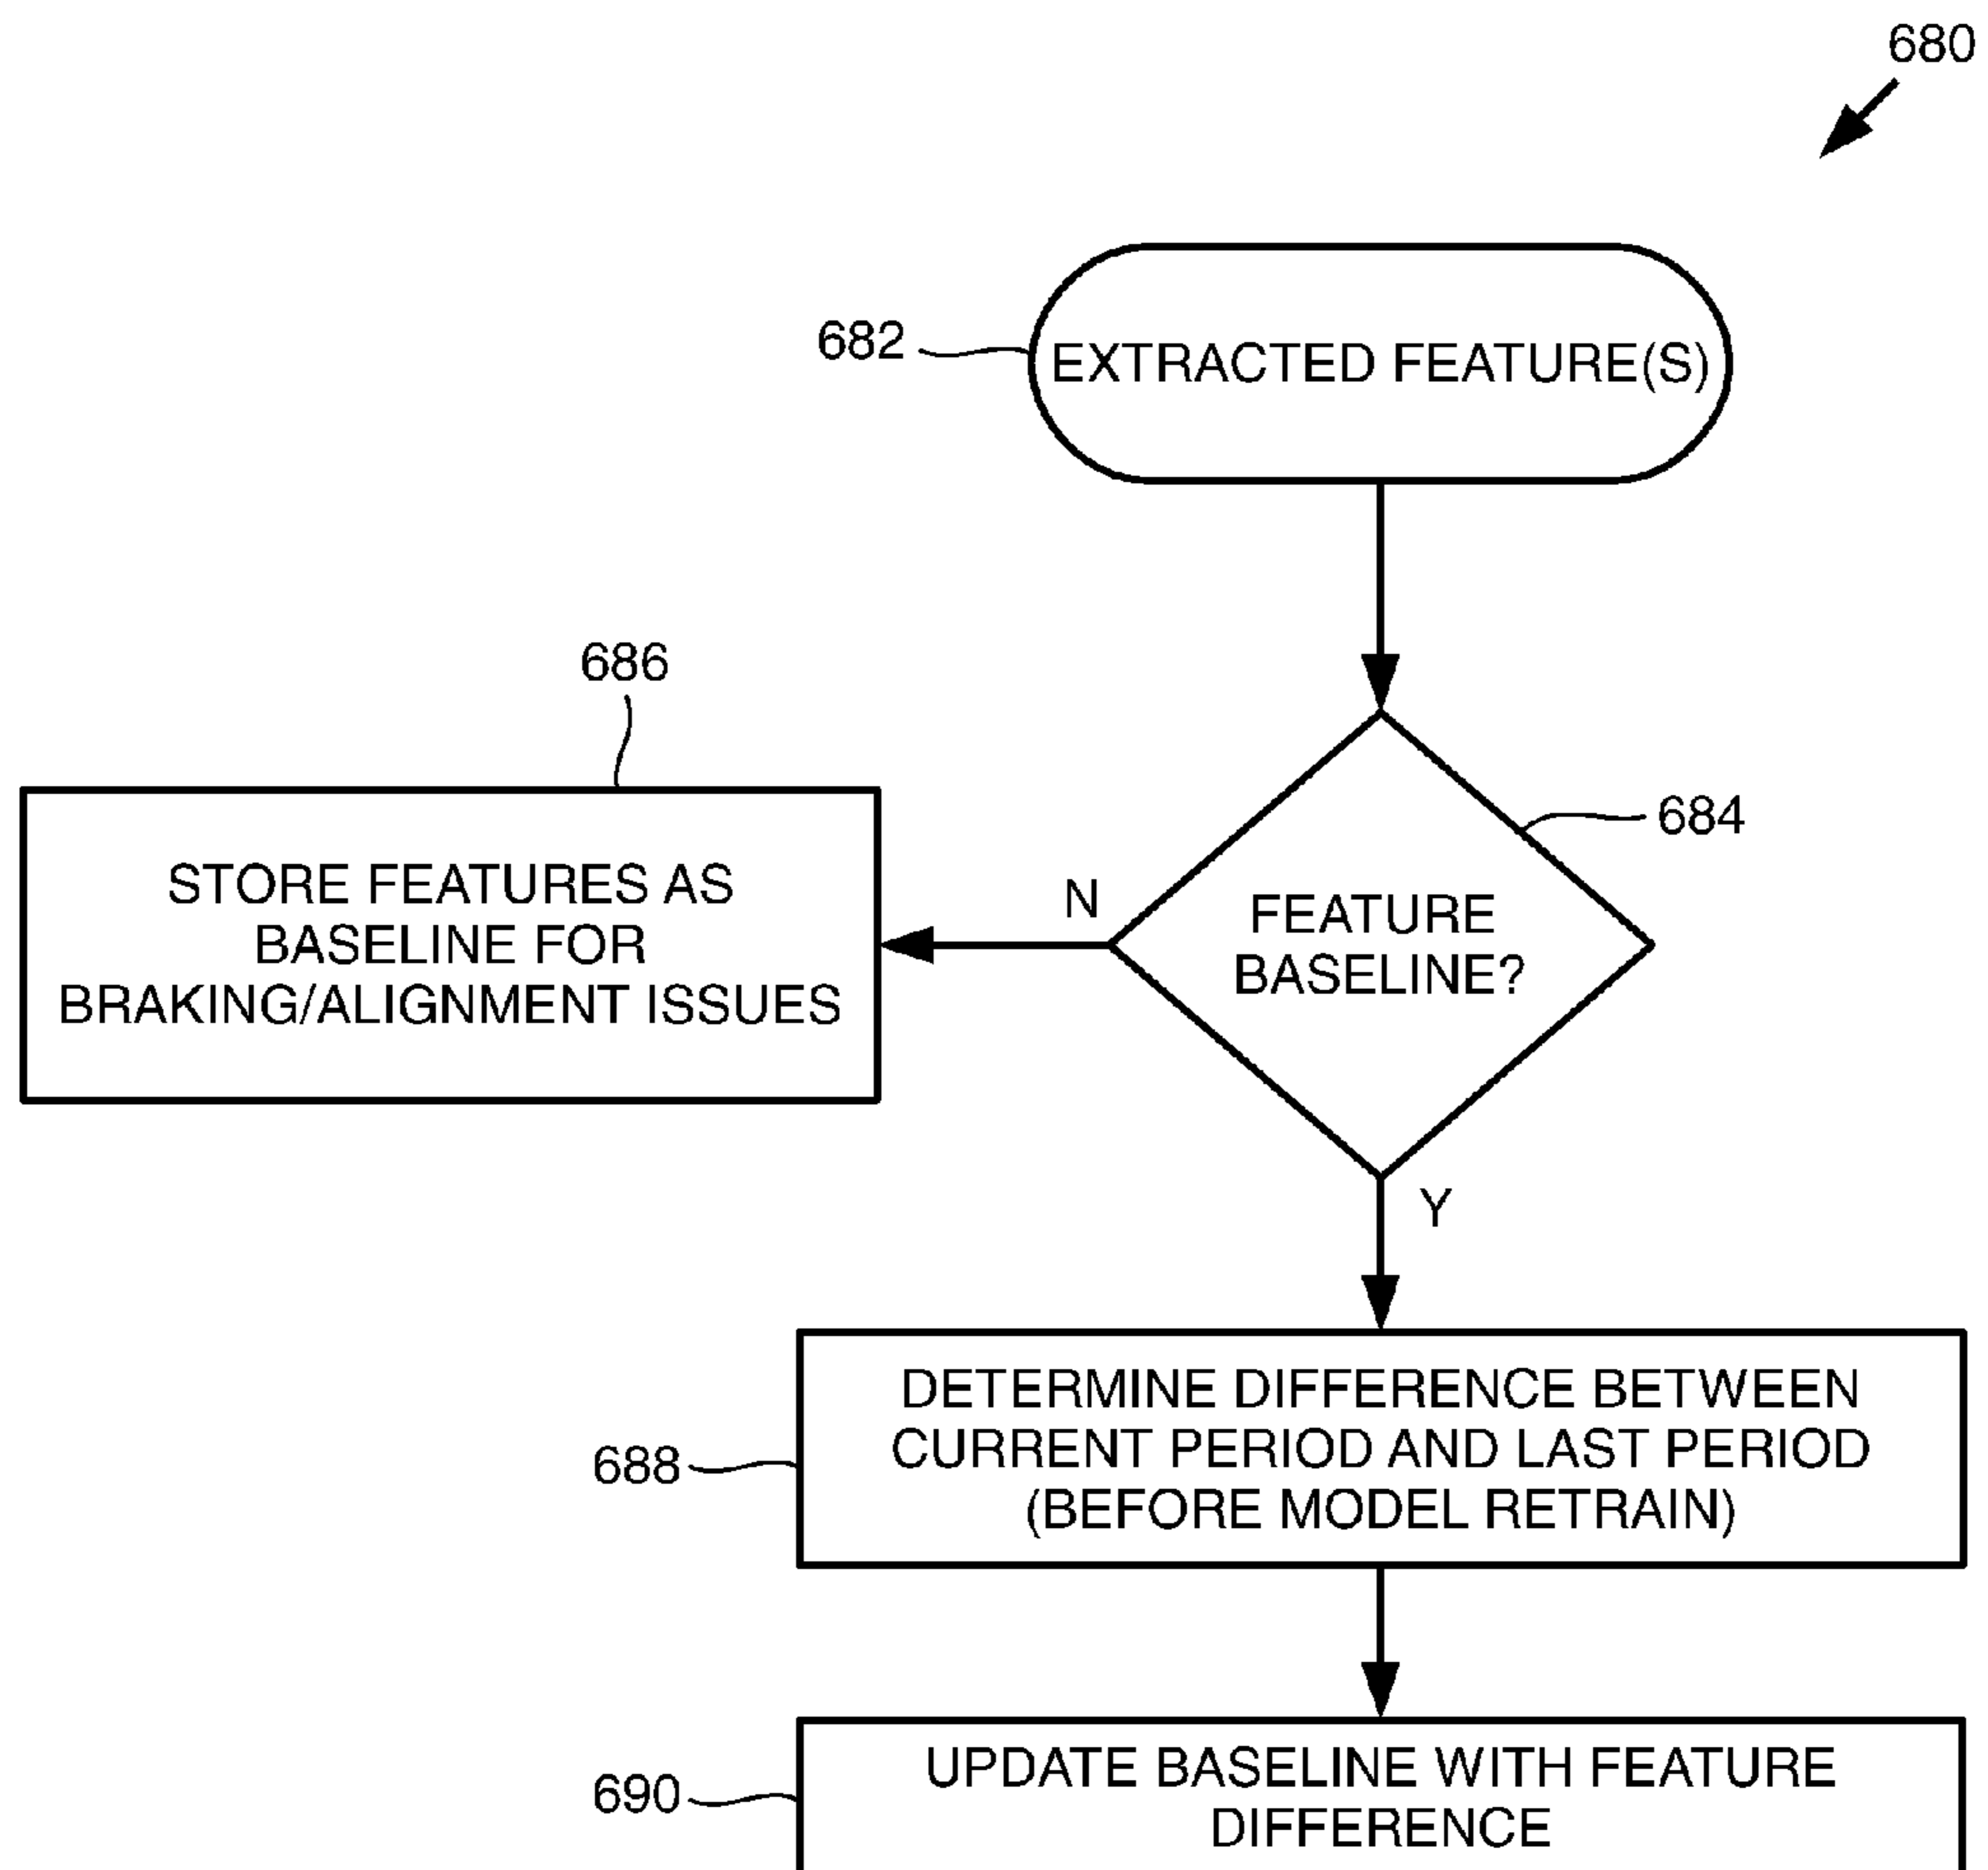 680
682
EXTRACTED FEATURE(S)
686
684
STORE FEATURES AS
BASELINE FOR
BRAKING/ALIGNMENT ISSUES
N
FEATURE
BASELINE?
Y
688
DETERMINE DIFFERENCE BETWEEN
CURRENT PERIOD AND LAST PERIOD
(BEFORE MODEL RETRAIN)
690
UPDATE BASELINE WITH FEATURE
DIFFERENCE